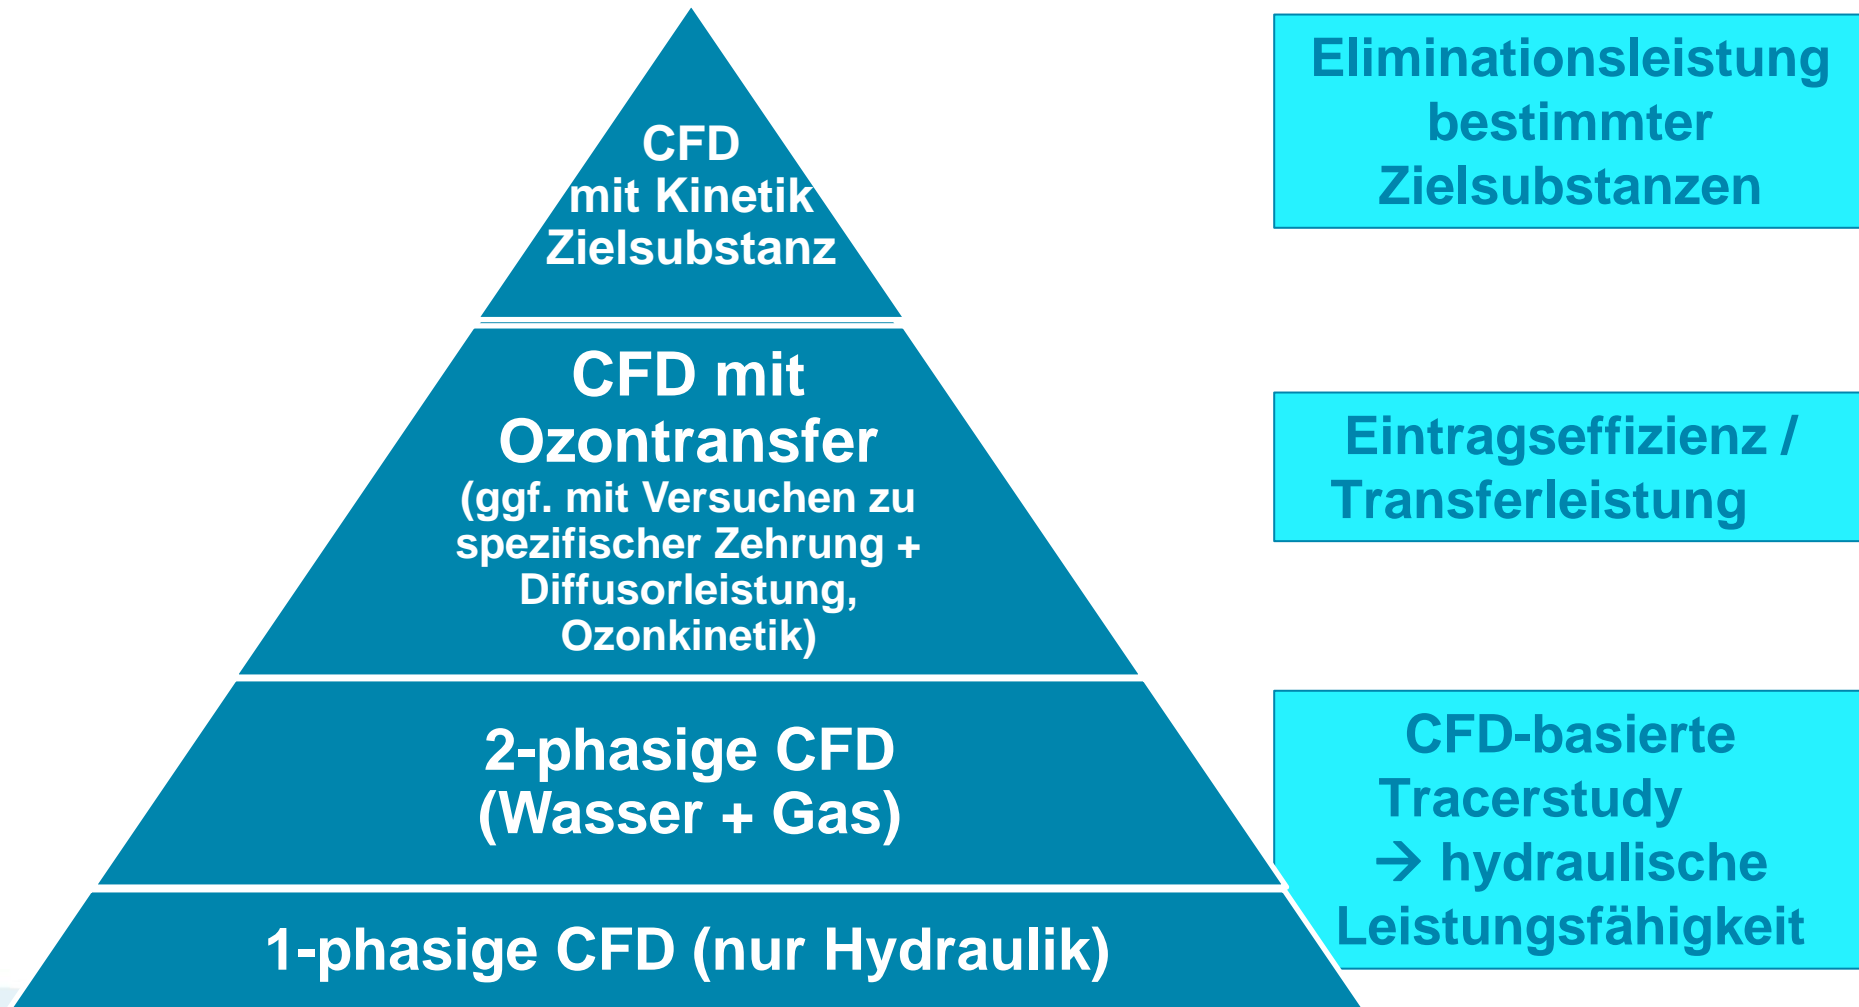 CFD
mit Kinetik
Zielsubstanz
Eliminationsleistung
bestimmter
Zielsubstanzen
CFD mit
Ozontransfer
(ggf. mit Versuchen zu
spezifischer Zehrung +
Diffusorleistung,
Ozonkinetik)
Eintragseffizienz /
Transferleistung
2-phasige CFD
(Wasser + Gas)
1-phasige CFD (nur Hydraulik)
CFD-basierte
Tracerstudy
→ hydraulische
Leistungsfähigkeit